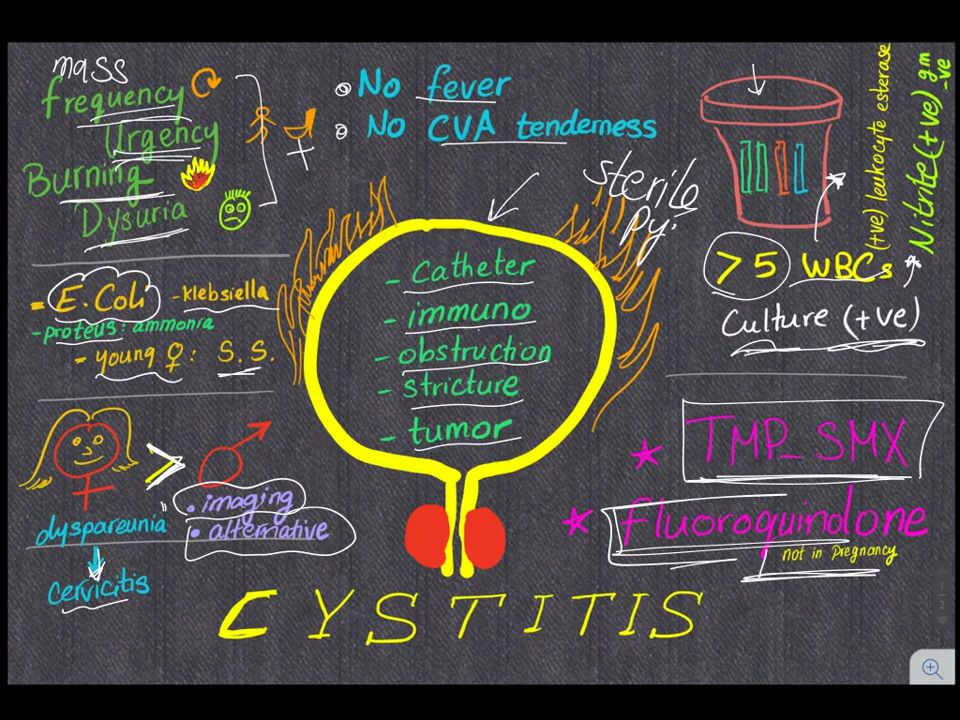 mass
frequency
Urgency
Burning
Dysuria
No fever
No CVA tenderness
(+ve) leukocyte esterase
Nitrite (+ve) gm -ve
sterile
py:
> 5 WBCs
Culture (+ve)
= E. Coli - klebsiella
- proteus: ammonia
- young ♀: S. S.
- Catheter
- immuno
- obstruction
- stricture
- tumor
>
dyspareunia"
cervicitis
• imaging
• alternative
* TMP_SMX
* fluoroquindone
not in Pregnancy
CYSTITIS